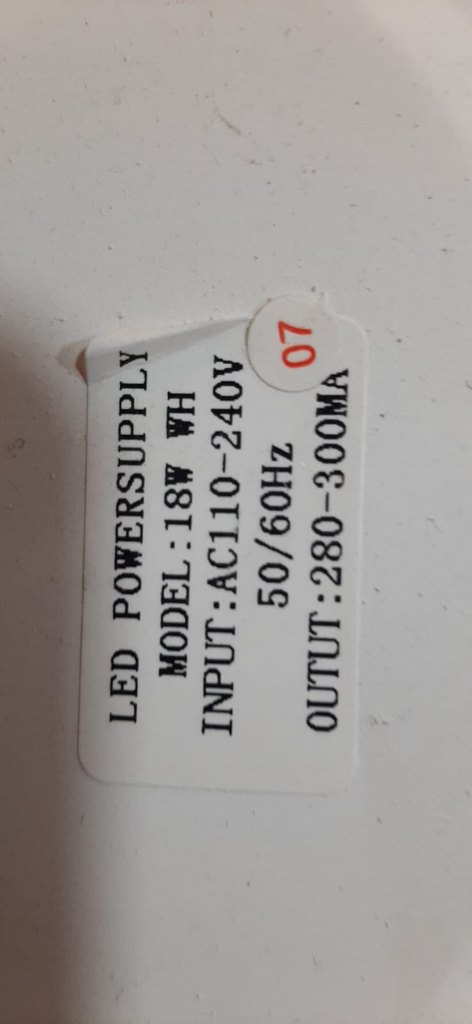 LED POWERSUPPLY
MODEL:18W WH
INPUT:AC110-240V
50/60Hz
OUTUT:280-300MA
07